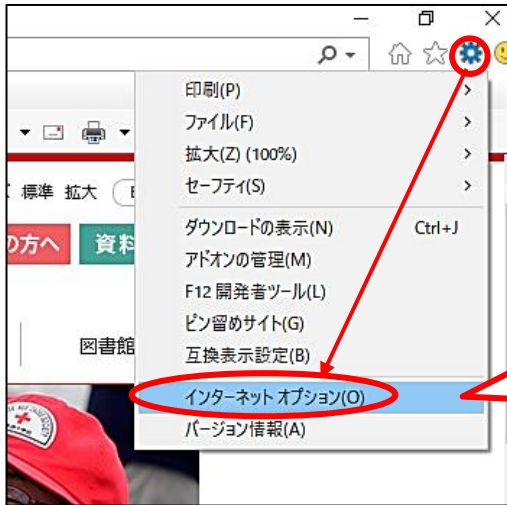 印刷(P)
ファイル(F)
拡大(Z) (100%)
セーフティ(S)
標準 拡大
ダウンロードの表示(N) Ctrl+J
の方へ 資料
アドオンの管理(M)
F12 開発者ツール(L)
ピン留めサイト(G)
図書館
互換表示設定(B)
インターネット オプション(O)
バージョン情報(A)